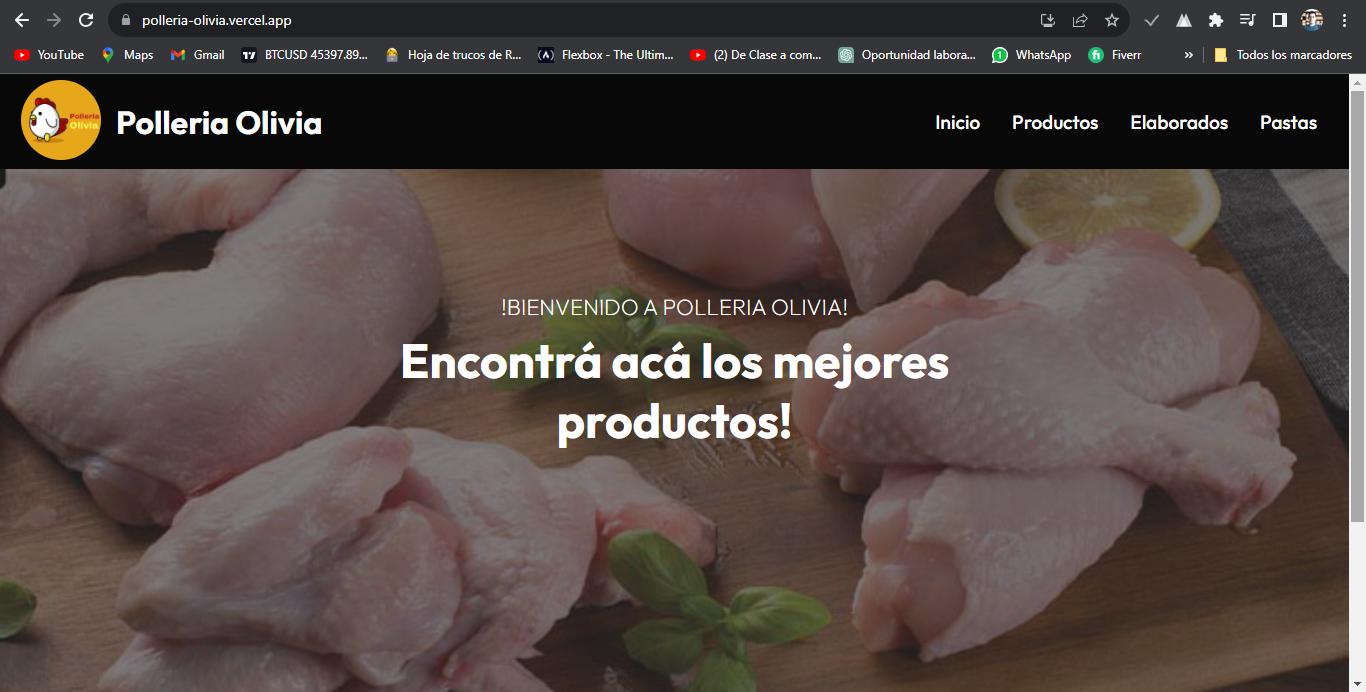 polleria-olivia.vercel.app
YouTube
Maps
Gmail
BTCUSD 45397.89...
Hoja de trucos de R...
Flexbox - The Ultim...
(2) De Clase a com...
Oportunidad labora...
1
WhatsApp
fi
Fiverr
»
Todos los marcadores
Polleria
Olivia
Polleria Olivia
Inicio
Productos
Elaborados
Pastas
!BIENVENIDO A POLLERIA OLIVIA!
Encontrá acá los mejores
productos!